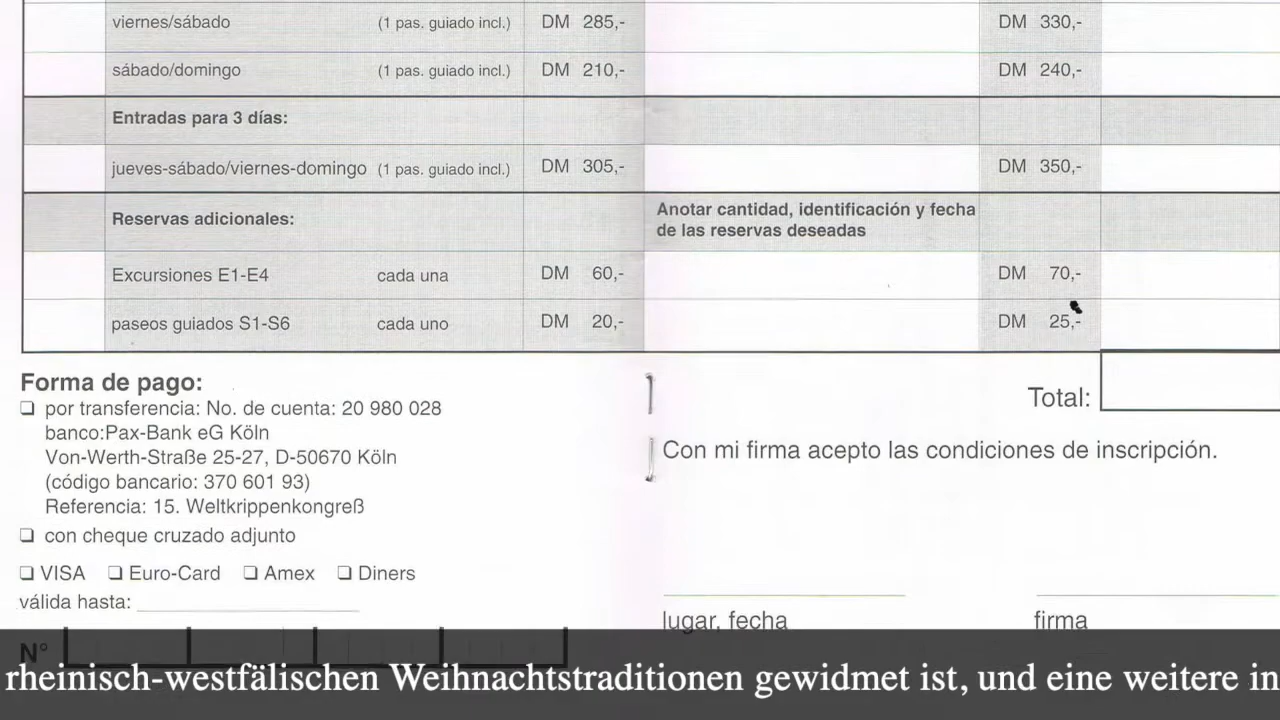 viernes/sábado (1 pas. guiado incl.) DM 285,- DM 330,-
sábado/domingo (1 pas. guiado incl.) DM 210,- DM 240,-
Entradas para 3 días:
jueves-sábado/viernes-domingo (1 pas. guiado incl.) DM 305,- DM 350,-
Reservas adicionales: Anotar cantidad, identificación y fecha
de las reservas deseadas
Excursiones E1-E4 cada una DM 60,- DM 70,-
paseos guiados S1-S6 cada uno DM 20,- DM 25,-
Forma de pago:
❏ por transferencia: No. de cuenta: 20 980 028
banco:Pax-Bank eG Köln
Von-Werth-Straße 25-27, D-50670 Köln
(código bancario: 370 601 93)
Referencia: 15. Weltkrippenkongreß
❏ con cheque cruzado adjunto
❏ VISA ❏ Euro-Card ❏ Amex ❏ Diners
válida hasta:
N°
Total:
Con mi firma acepto las condiciones de inscripción.
lugar, fecha firma
rheinisch-westfälischen Weihnachtstraditionen gewidmet ist, und eine weitere in